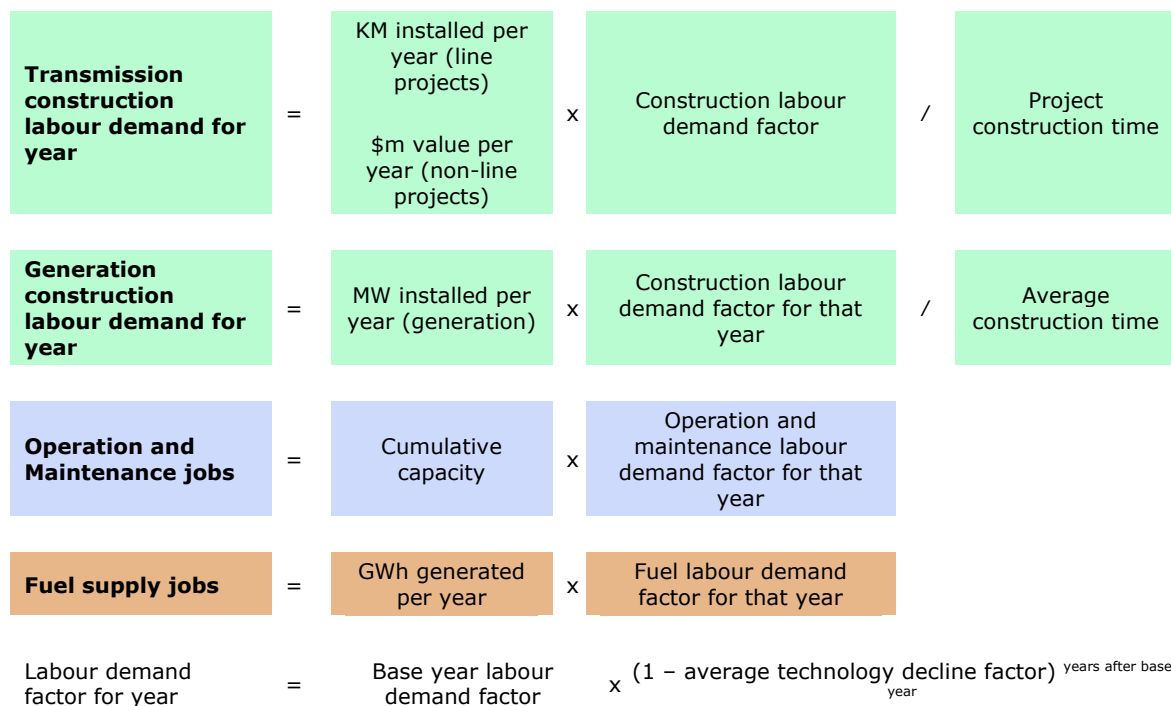 Transmission
construction
labour demand for
year
=
KM installed per
year (line
projects)
$m value per
year (non-line
projects)
x
Construction labour
demand factor
/
Project
construction time
Generation
construction
labour demand for
year
=
MW installed per
year (generation)
x
Construction labour
demand factor for that
year
/
Average
construction time
Operation and
Maintenance jobs
=
Cumulative
capacity
x
Operation and
maintenance labour
demand factor for that
year
Fuel supply jobs
=
GWh generated
per year
x
Fuel labour demand
factor for that year
Labour demand
factor for year
=
Base year labour
demand factor
x
(1 – average technology decline factor) years after base
year